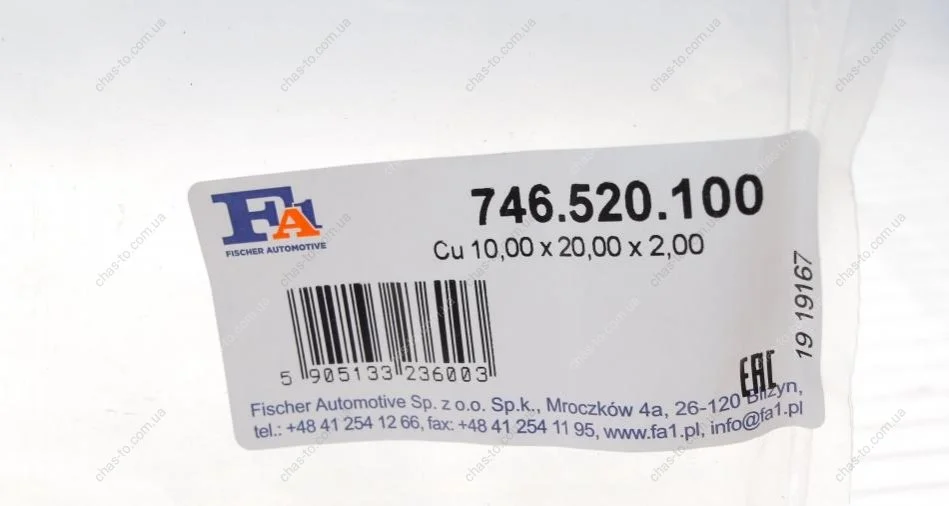 FA1
FISCHER AUTOMOTIVE
746.520.100
Cu 10,00 x 20,00 x 2,00
5 905133 236003
19 19167
EAC
Fischer Automotive Sp. z o.o. Sp.k., Mroczków 4a, 26-120 Bliżyn,
tel.: +48 41 254 12 66, fax: +48 41 254 11 95, www.fa1.pl, info@fa1.pl
chas-to.com.ua